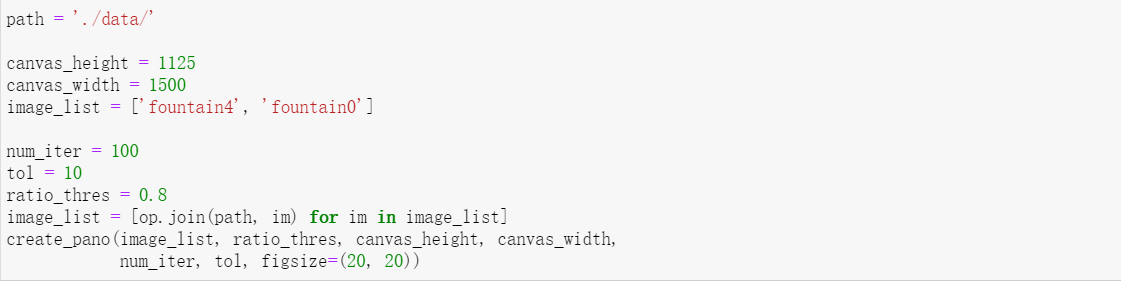 path = './data/'
canvas_height = 1125
canvas_width = 1500
image_list = ['fountain4', 'fountain0']
num_iter = 100
tol = 10
ratio_thres = 0.8
image_list = [op.join(path, im) for im in image_list]
create_pano(image_list, ratio_thres, canvas_height, canvas_width,
            num_iter, tol, figsize=(20, 20))